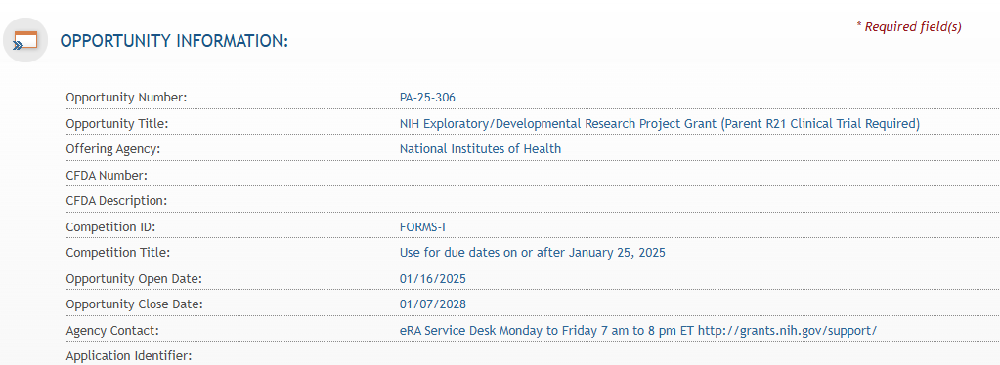 * Required field(s)
OPPORTUNITY INFORMATION:
Opportunity Number: PA-25-306
Opportunity Title: NIH Exploratory/Developmental Research Project Grant (Parent R21 Clinical Trial Required)
Offering Agency: National Institutes of Health
CFDA Number:
CFDA Description:
Competition ID: FORMS-I
Competition Title: Use for due dates on or after January 25, 2025
Opportunity Open Date: 01/16/2025
Opportunity Close Date: 01/07/2028
Agency Contact: eRA Service Desk Monday to Friday 7 am to 8 pm ET http://grants.nih.gov/support/
Application Identifier: